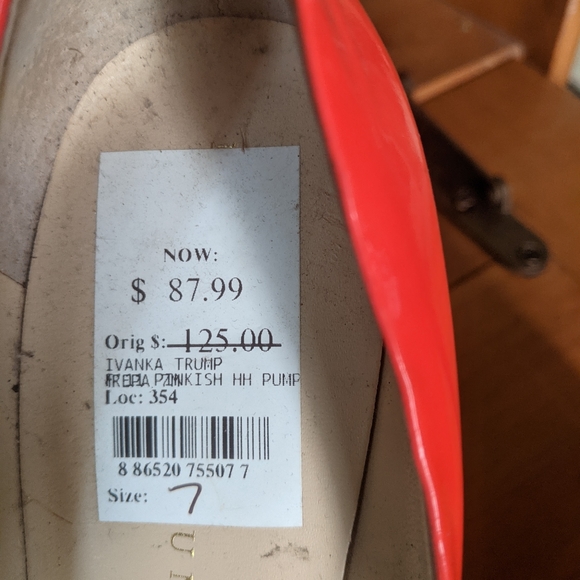 NOW:
$ 87.99
Orig $: 125.00
IVANKA TRUMP
PINKISH HH PUMP
Loc: 354
8 86520 75507 7
Size: 7
U